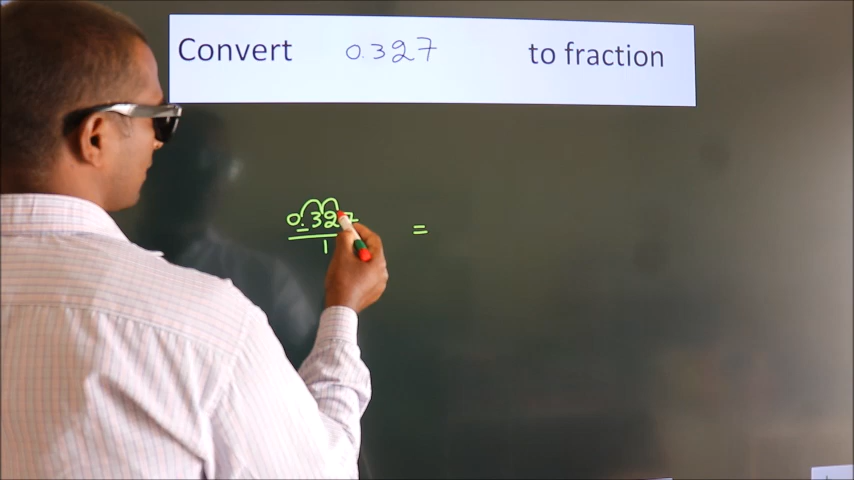 Convert 0.327 to fraction
0.327 =
1